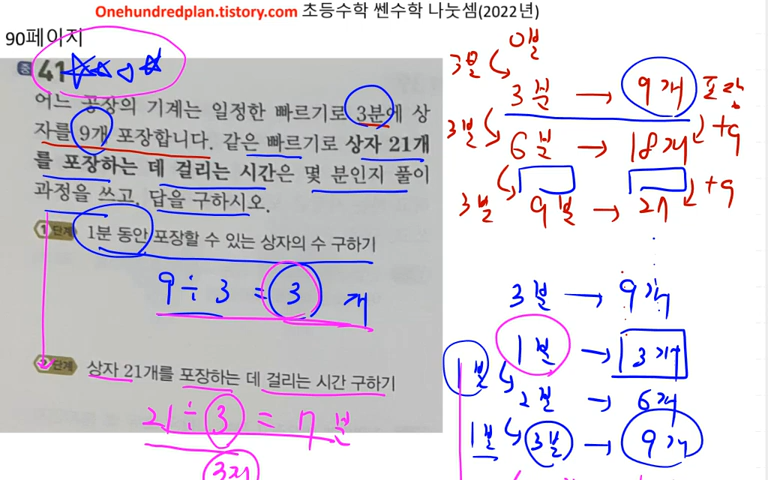 Onehundredplan.tistory.com 초등수학 쎈수학 나눗셈(2022년)
90페이지
41
어느 공장의 기계는 일정한 빠르기로 3분에 상
자를 9개 포장합니다. 같은 빠르기로 상자 21개
를 포장하는 데 걸리는 시간은 몇 분인지 풀이
과정을 쓰고, 답을 구하시오.
1단계 1분 동안 포장할 수 있는 상자의 수 구하기
9÷3 = 3 개
2단계 상자 21개를 포장하는 데 걸리는 시간 구하기
21÷3 = 7 분
0분
3분
3분 → 9개 포장
3분 +9
6분 → 18개
3분 +9
9분 → 27
3분 → 9개
1분 → 3개
1분
2분 → 6개
1분 3분 → 9개